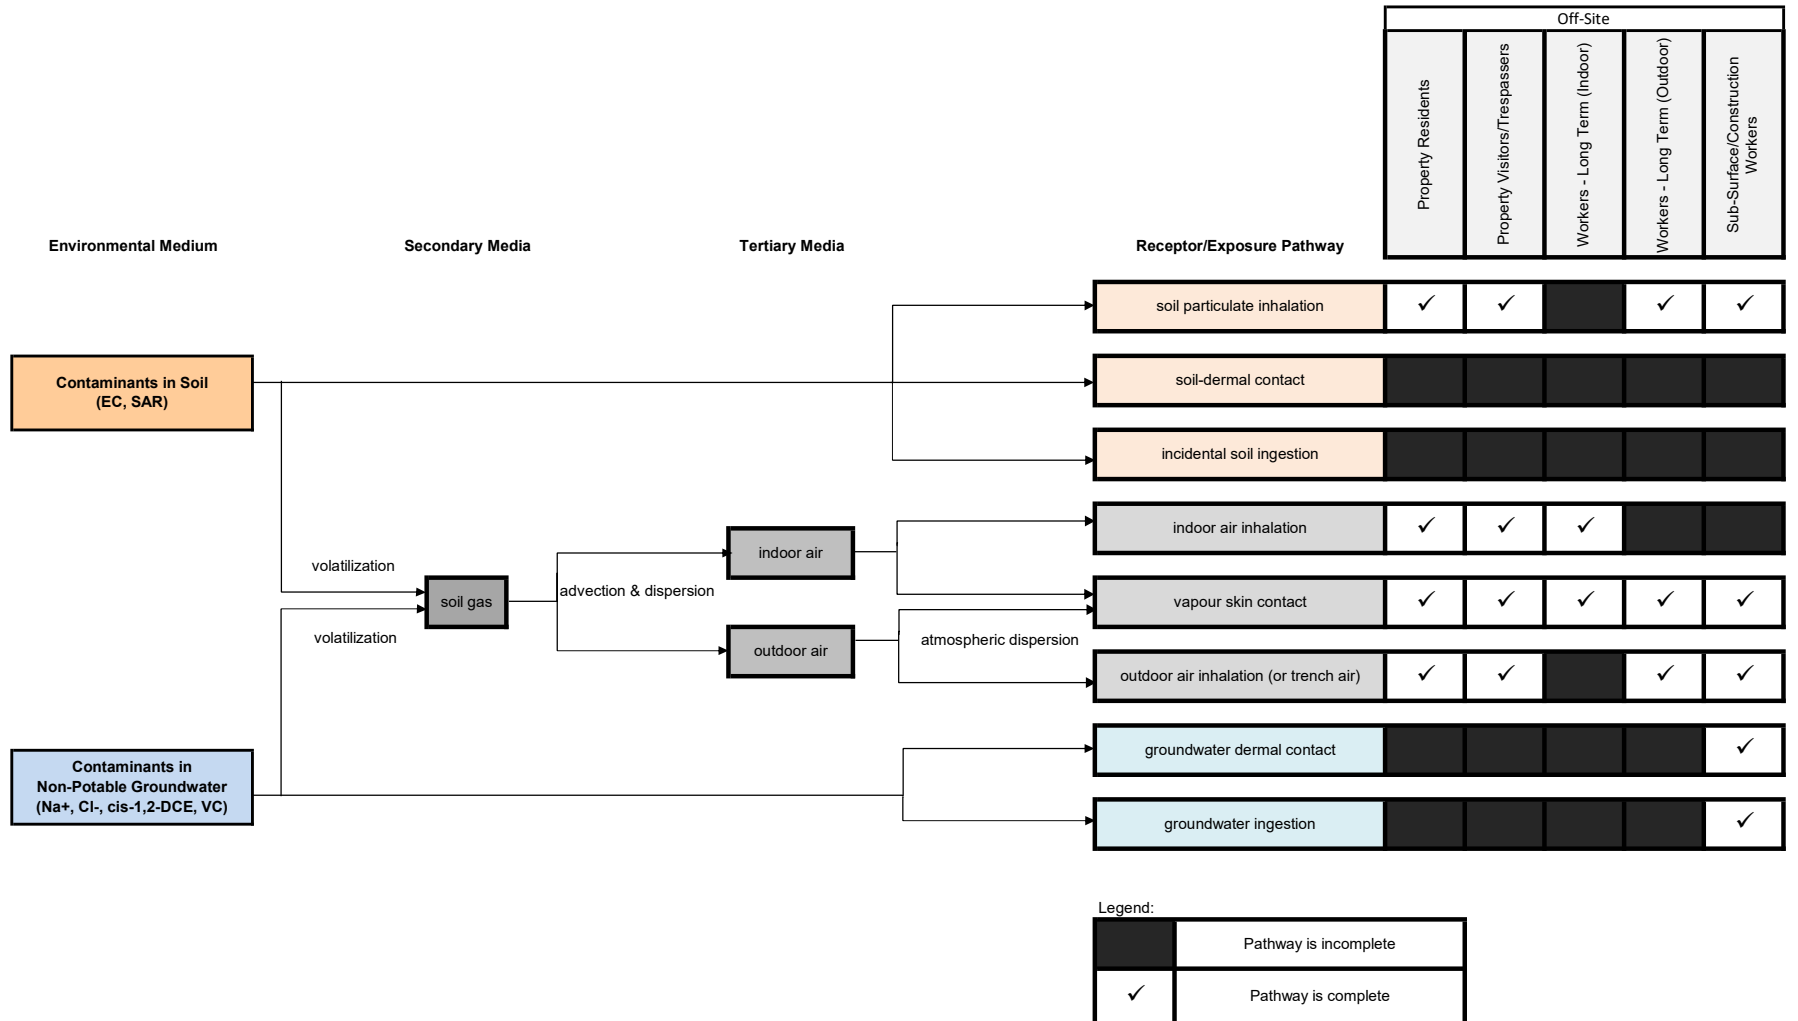 Off-Site
Property Residents
Property Visitors/Trespassers
Workers - Long Term (Indoor)
Workers - Long Term (Outdoor)
Sub-Surface/Construction
Workers
Environmental Medium
Secondary Media
Tertiary Media
Receptor/Exposure Pathway
soil particulate inhalation ✓ ✓ ✓ ✓
Contaminants in Soil
(EC, SAR)
soil-dermal contact
incidental soil ingestion
indoor air inhalation ✓ ✓ ✓
indoor air
volatilization
soil gas
advection & dispersion
vapour skin contact ✓ ✓ ✓ ✓ ✓
volatilization
outdoor air
atmospheric dispersion
outdoor air inhalation (or trench air) ✓ ✓ ✓ ✓
groundwater dermal contact ✓
Contaminants in
Non-Potable Groundwater
(Na+, Cl-, cis-1,2-DCE, VC)
groundwater ingestion ✓
Legend:
Pathway is incomplete
✓ Pathway is complete